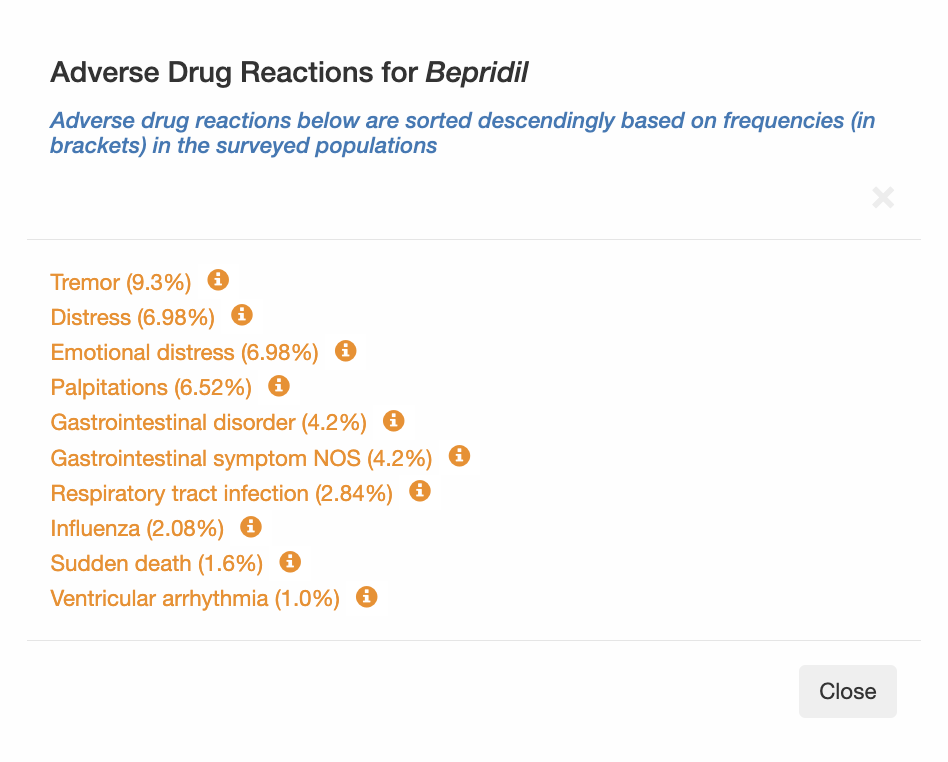 Adverse Drug Reactions for Bepridil
Adverse drug reactions below are sorted descendingly based on frequencies (in
brackets) in the surveyed populations
Tremor (9.3%)
Distress (6.98%)
Emotional distress (6.98%)
Palpitations (6.52%)
Gastrointestinal disorder (4.2%)
Gastrointestinal symptom NOS (4.2%)
Respiratory tract infection (2.84%)
Influenza (2.08%)
Sudden death (1.6%)
Ventricular arrhythmia (1.0%)
Close